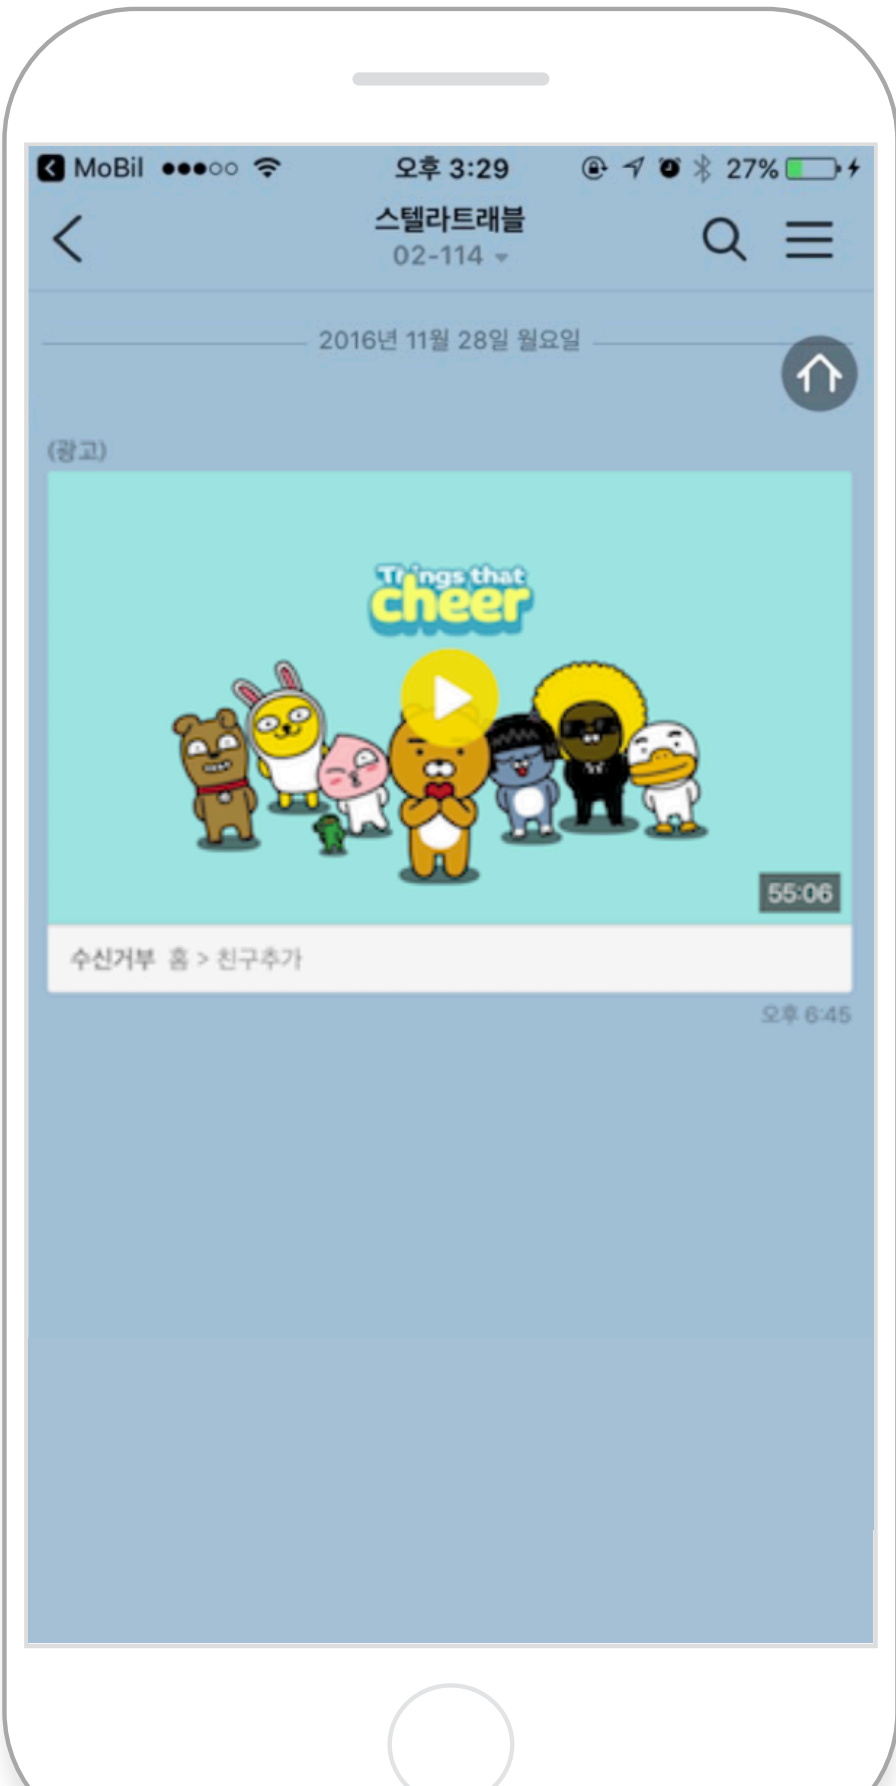 MoBil 오후 3:29 27%
스텔라트래블
02-114
2016년 11월 28일 월요일
(광고)
Things that
cheer
55:06
수신거부 홈 > 친구추가
오후 6:45